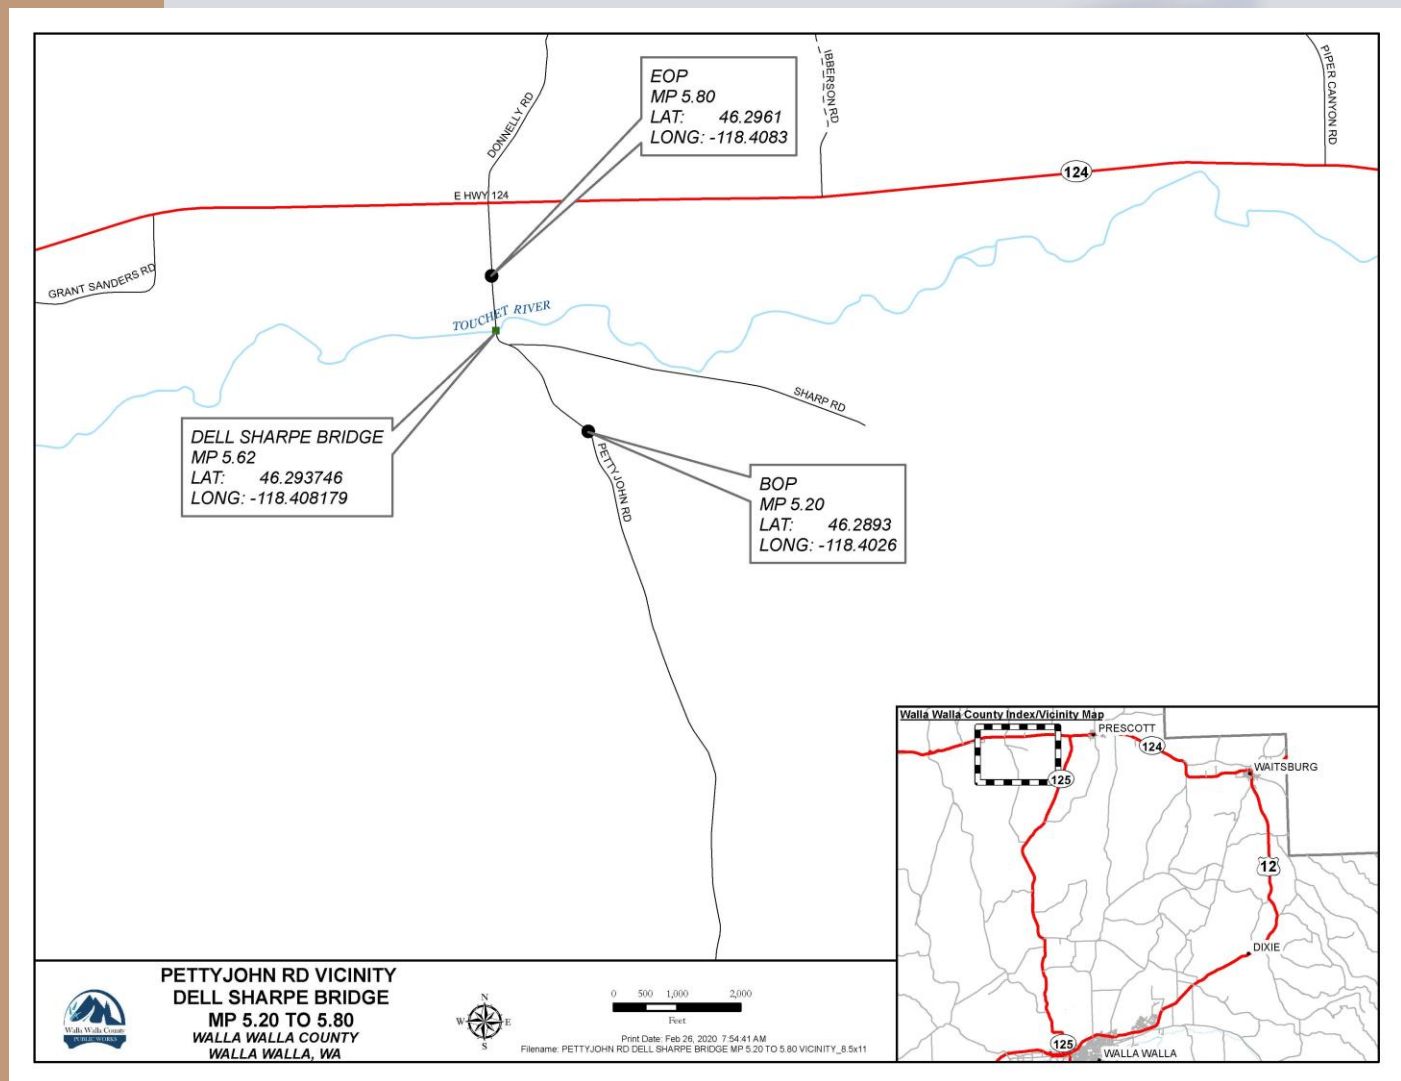 EOP
MP 5.80
LAT: 46.2961
LONG: -118.4083
DONNELLY RD
IBBERSON RD
PIPER CANYON RD
124
E HWY 124
GRANT SANDERS RD
TOUCHET RIVER
SHARP RD
DELL SHARPE BRIDGE
MP 5.62
LAT: 46.293746
LONG: -118.408179
PETTYJOHN RD
BOP
MP 5.20
LAT: 46.2893
LONG: -118.4026
Walla Walla County Index/Vicinity Map
PRESCOTT
124
WAITSBURG
125
12
DIXIE
125
WALLA WALLA
Walla Walla County
PUBLIC WORKS
PETTYJOHN RD VICINITY
DELL SHARPE BRIDGE
MP 5.20 TO 5.80
WALLA WALLA COUNTY
WALLA WALLA, WA
N
W E
S
0 500 1,000 2,000
Feet
Print Date: Feb 26, 2020 7:54:41 AM
Filename: PETTYJOHN RD DELL SHARPE BRIDGE MP 5.20 TO 5.80 VICINITY_8.5x11